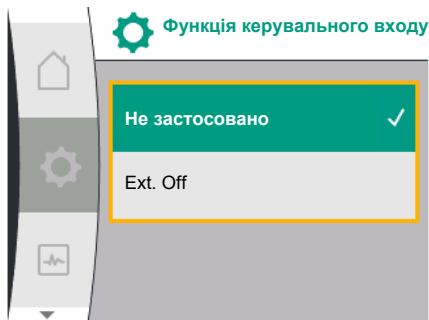 Функція керувального входу
Не застосовано
Ext. Off